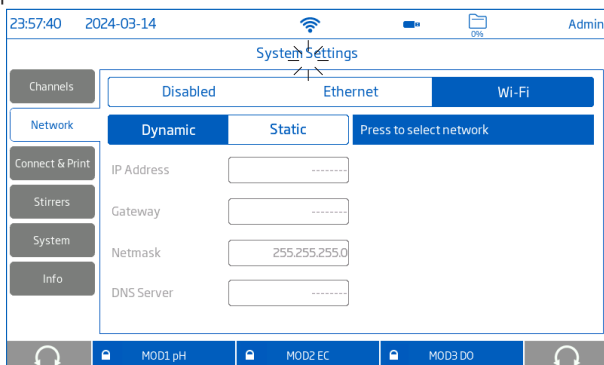 23:57:40 2024-03-14 0% Admin
System Settings
Channels
Disabled Ethernet Wi-Fi
Network
Dynamic Static Press to select network
Connect & Print
IP Address --------
Stirrers
Gateway --------
System
Netmask 255.255.255.0
Info
DNS Server --------
MOD1 pH MOD2 EC MOD3 DO